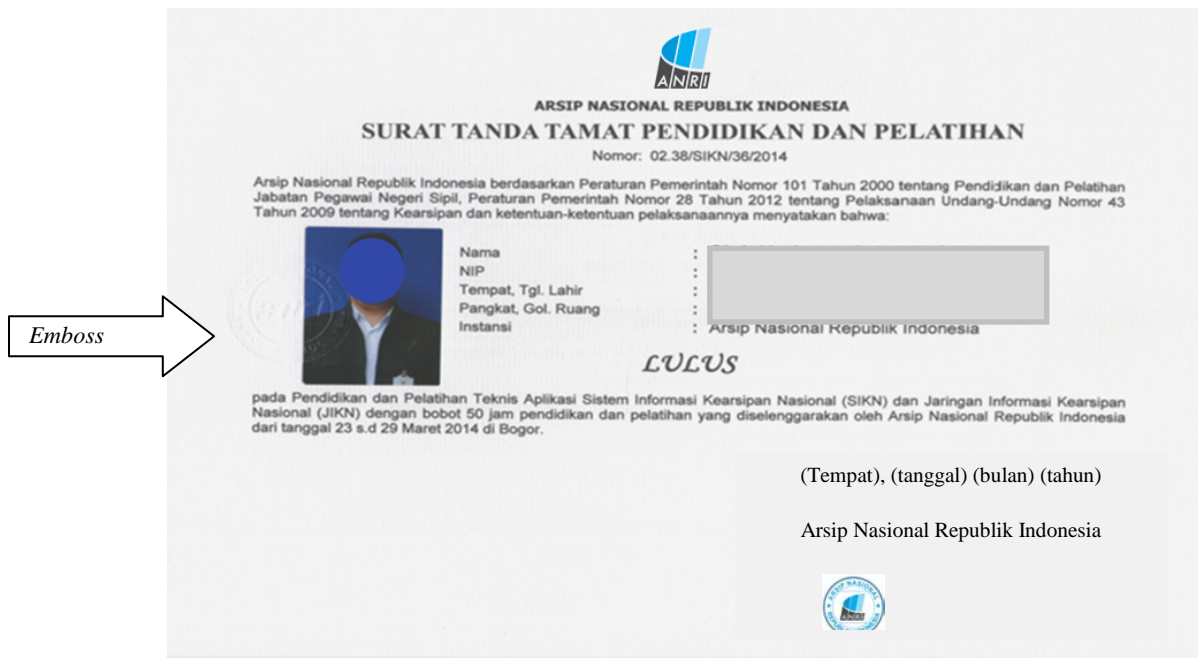 ANRI
ARSIP NASIONAL REPUBLIK INDONESIA
SURAT TANDA TAMAT PENDIDIKAN DAN PELATIHAN
Nomor: 02.38/SIKN/36/2014
Arsip Nasional Republik Indonesia berdasarkan Peraturan Pemerintah Nomor 101 Tahun 2000 tentang Pendidikan dan Pelatihan
Jabatan Pegawai Negeri Sipil, Peraturan Pemerintah Nomor 28 Tahun 2012 tentang Pelaksanaan Undang-Undang Nomor 43
Tahun 2009 tentang Kearsipan dan ketentuan-ketentuan pelaksanaannya menyatakan bahwa:
Nama :
NIP :
Tempat, Tgl. Lahir :
Pangkat, Gol. Ruang :
Instansi : Arsip Nasional Republik Indonesia
Emboss
anri
LULUS
pada Pendidikan dan Pelatihan Teknis Aplikasi Sistem Informasi Kearsipan Nasional (SIKN) dan Jaringan Informasi Kearsipan
Nasional (JIKN) dengan bobot 50 jam pendidikan dan pelatihan yang diselenggarakan oleh Arsip Nasional Republik Indonesia
dari tanggal 23 s.d 29 Maret 2014 di Bogor.
(Tempat), (tanggal) (bulan) (tahun)
Arsip Nasional Republik Indonesia
ARSIP NASIONAL
ANRI